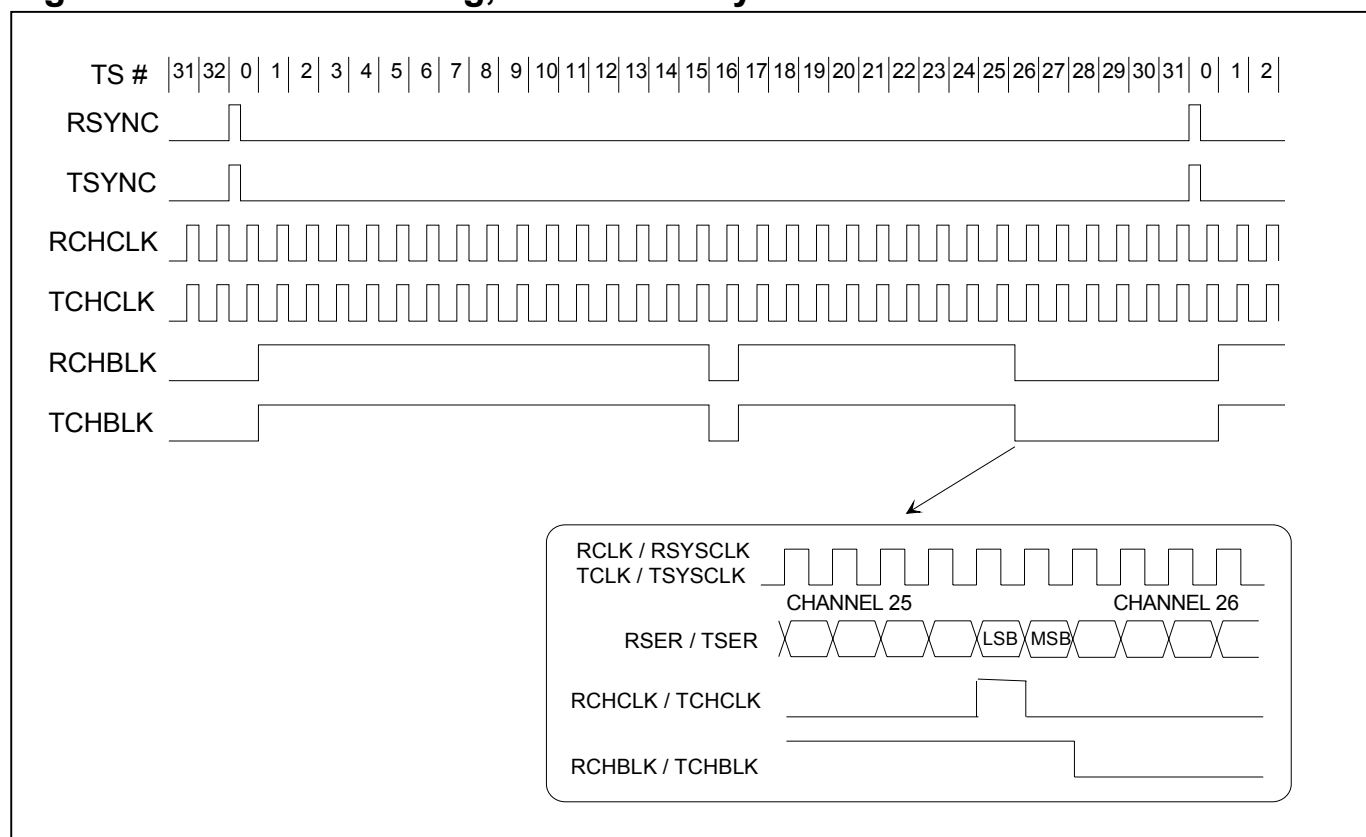 TS # 31 32 0 1 2 3 4 5 6 7 8 9 10 11 12 13 14 15 16 17 18 19 20 21 22 23 24 25 26 27 28 29 30 31 0 1 2
RSYNC
TSYNC
RCHCLK
TCHCLK
RCHBLK
TCHBLK
RCLK / RSYSCLK
TCLK / TSYSCLK
CHANNEL 25 CHANNEL 26
RSER / TSER LSB MSB
RCHCLK / TCHCLK
RCHBLK / TCHBLK